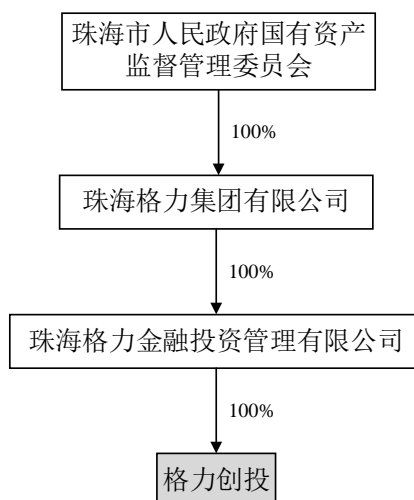 珠海市人民政府国有资产
监督管理委员会
100%
珠海格力集团有限公司
100%
珠海格力金融投资管理有限公司
100%
格力创投